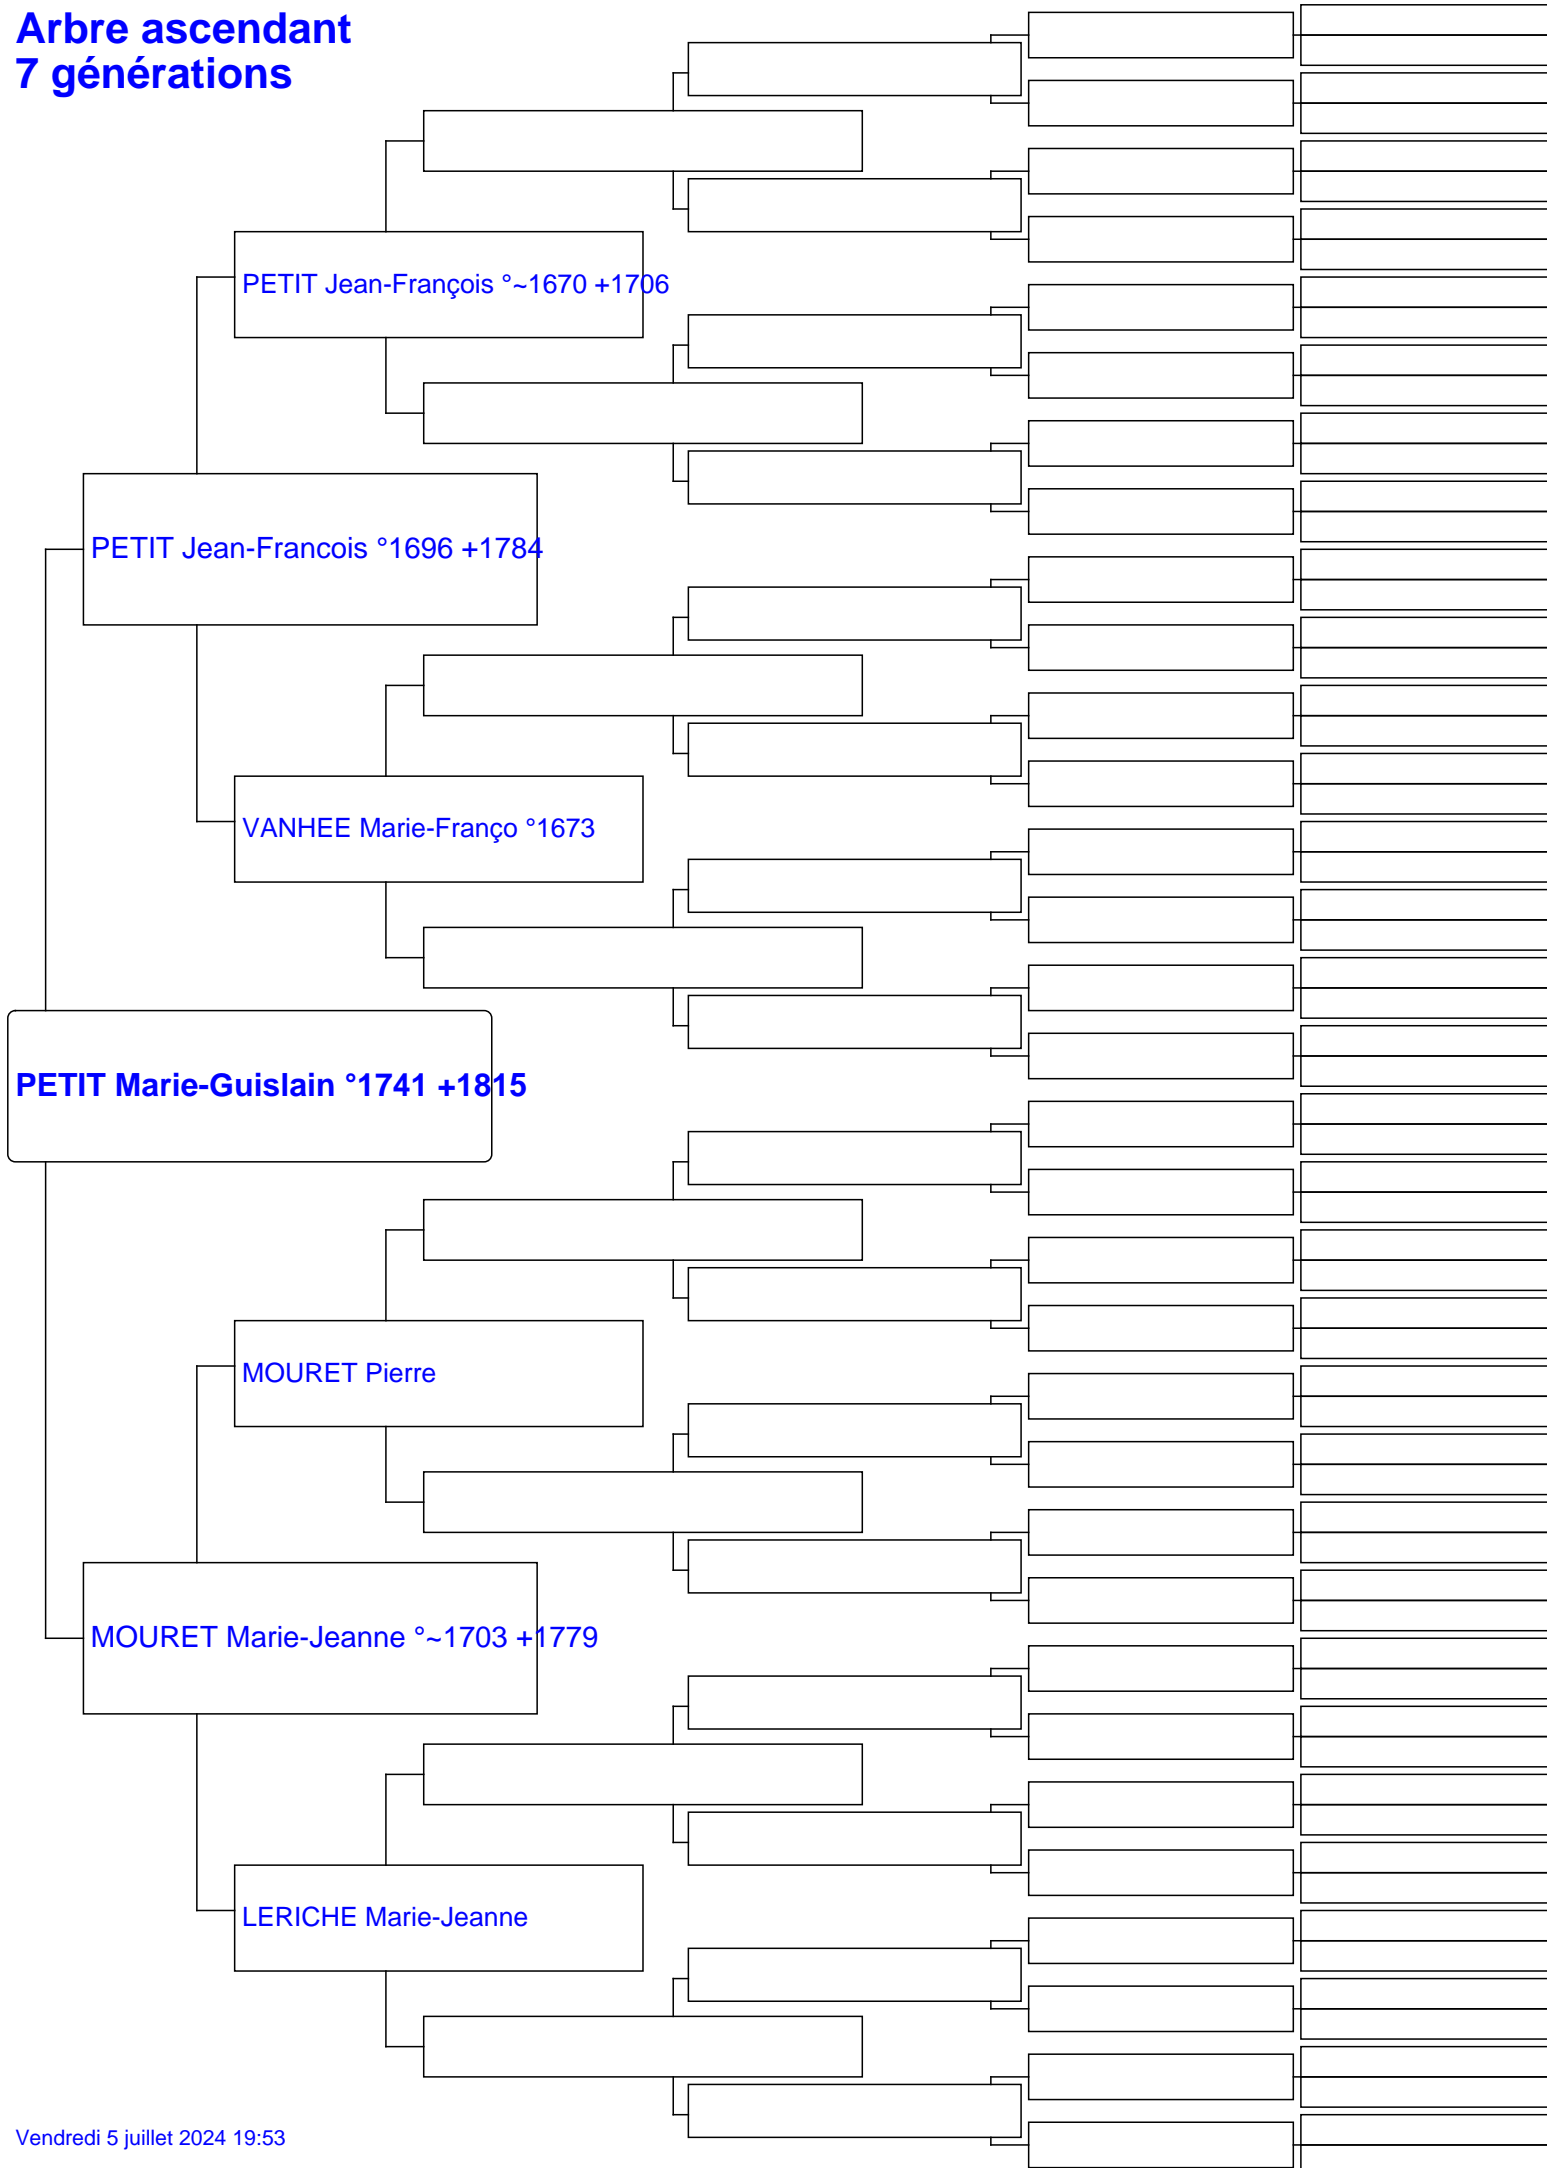 Arbre ascendant
7 générations
PETIT Jean-François °~1670 +1706
PETIT Jean-Francois °1696 +1784
VANHEE Marie-Franço °1673
PETIT Marie-Guislain °1741 +1815
MOURET Pierre
MOURET Marie-Jeanne °~1703 +1779
LERICHE Marie-Jeanne
Vendredi 5 juillet 2024 19:53